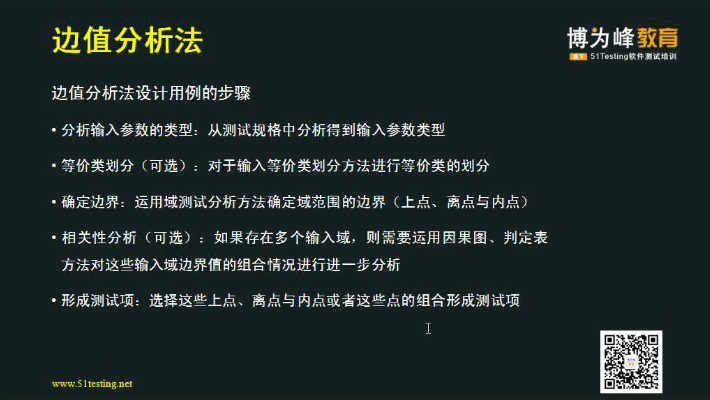 边值分析法
博为峰教育
旗下 51Testing软件测试培训
边值分析法设计用例的步骤
• 分析输入参数的类型：从测试规格中分析得到输入参数类型
• 等价类划分（可选）：对于输入等价类划分方法进行等价类的划分
• 确定边界：运用域测试分析方法确定域范围的边界（上点、离点与内点）
• 相关性分析（可选）：如果存在多个输入域，则需要运用因果图、判定表
方法对这些输入域边界值的组合情况进行进一步分析
• 形成测试项：选择这些上点、离点与内点或者这些点的组合形成测试项
www.51testing.net